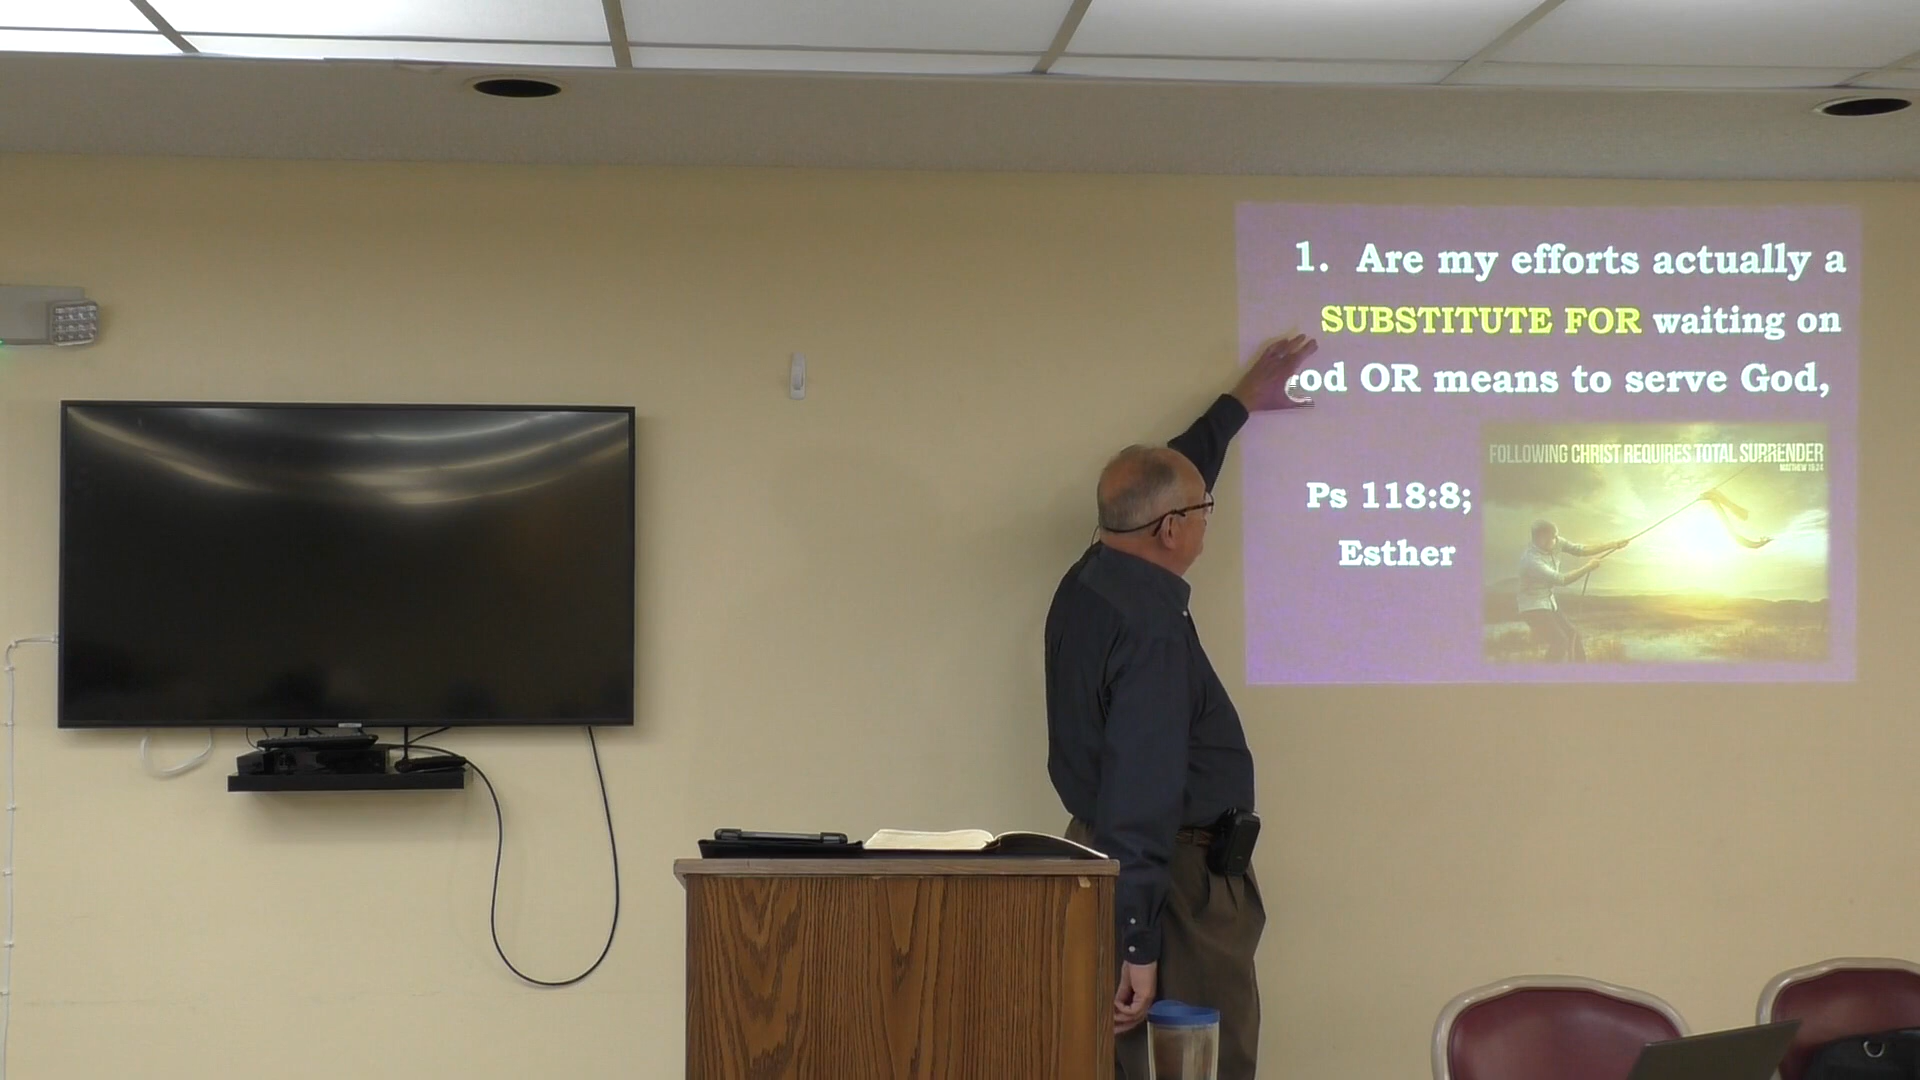 1. Are my efforts actually a
SUBSTITUTE FOR waiting on
God OR means to serve God,
FOLLOWING CHRIST REQUIRES TOTAL SURRENDER
Ps 118:8;
Esther